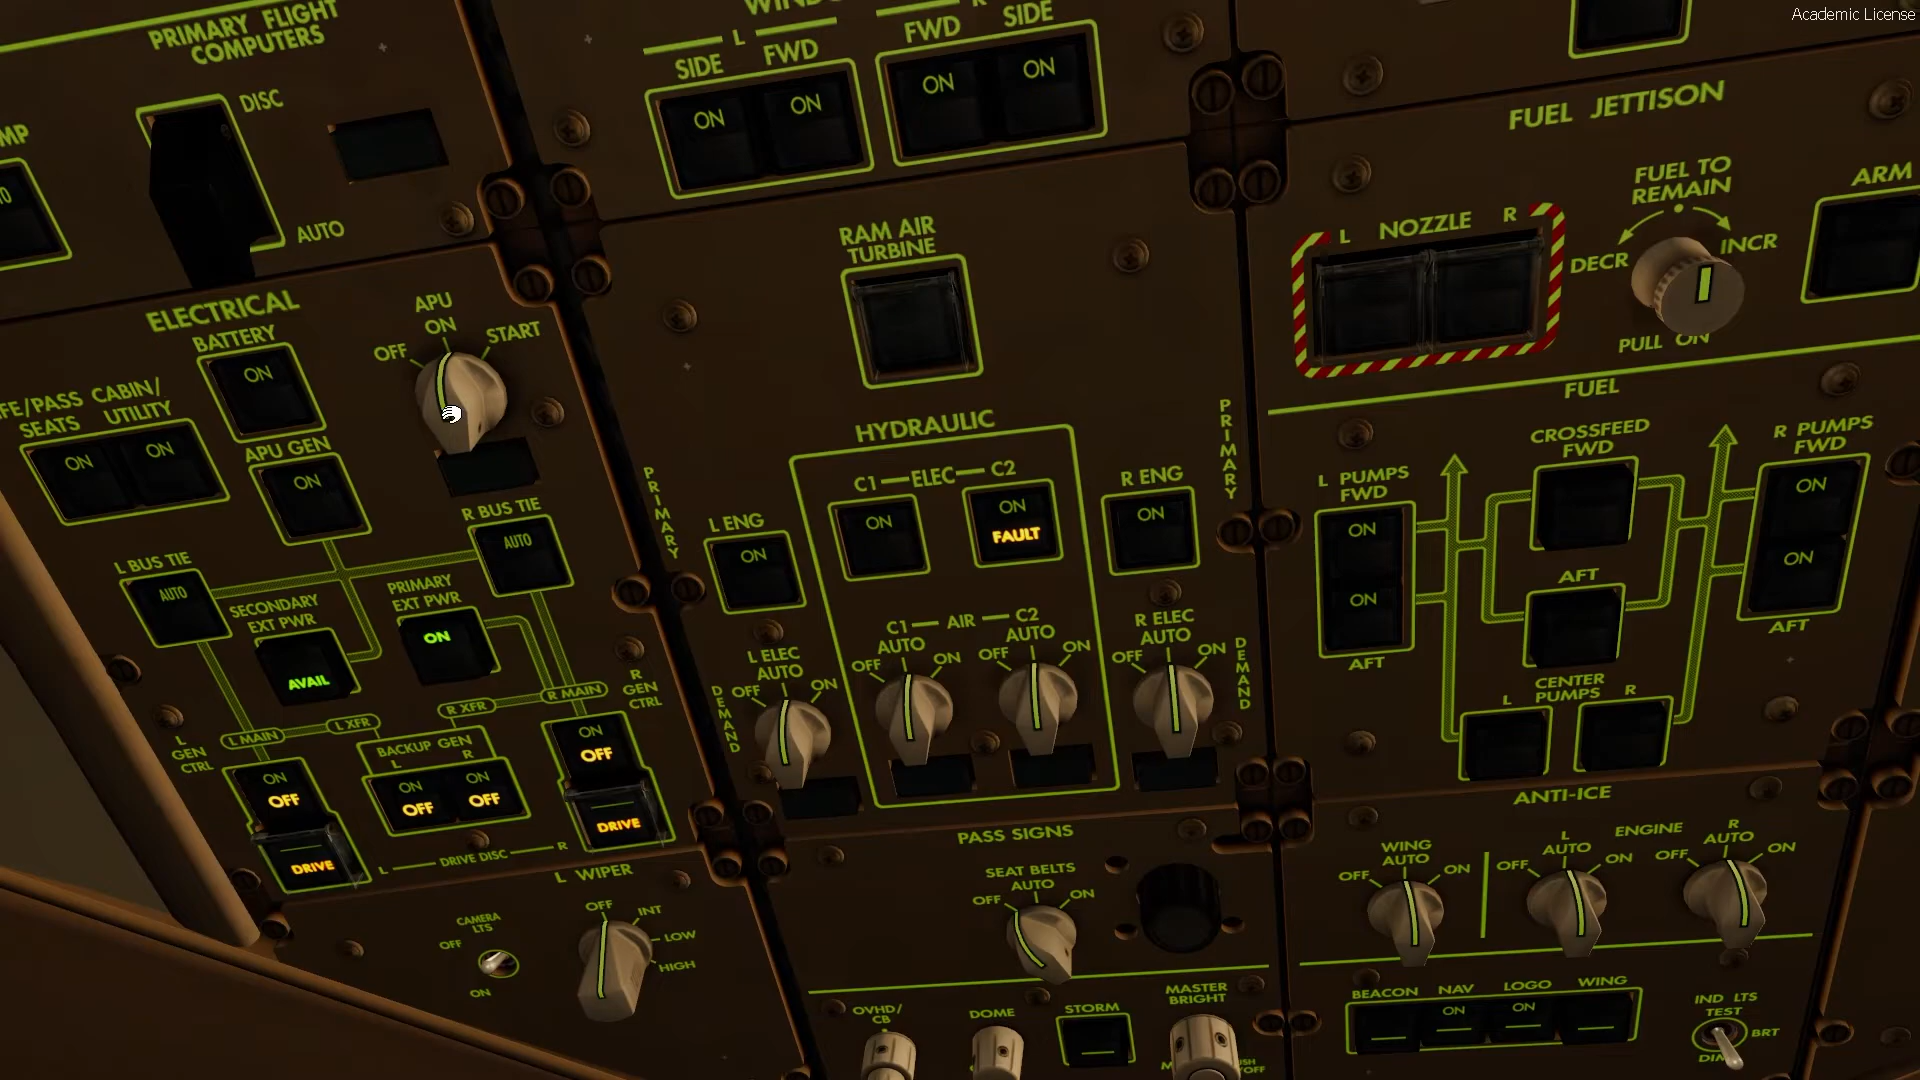 Academic License
PRIMARY FLIGHT
COMPUTERS
DISC
AUTO
L
SIDE FWD
ON ON
R
FWD SIDE
ON ON
FUEL JETTISON
L NOZZLE R
FUEL TO
REMAIN
DECR INCR
PULL ON
ARM
RAM AIR
TURBINE
ELECTRICAL
BATTERY
ON
APU
OFF ON START
IFE/PASS CABIN/
SEATS UTILITY
ON ON
APU GEN
ON
L BUS TIE
AUTO
R BUS TIE
AUTO
SECONDARY
EXT PWR
AVAIL
PRIMARY
EXT PWR
ON
L MAIN
L XFR
R XFR
R MAIN
L
GEN
CTRL
ON
OFF
DRIVE
BACKUP GEN
L R
ON ON
OFF OFF
R
GEN
CTRL
ON
OFF
DRIVE
L DRIVE DISC R
L WIPER
OFF INT LOW HIGH
CAMERA
LTS
OFF
ON
HYDRAULIC
PRIMARY
PRIMARY
L ENG
ON
C1 ELEC C2
ON ON
FAULT
R ENG
ON
DEMAND
L ELEC
AUTO
OFF ON
C1 AIR C2
AUTO AUTO
OFF ON OFF ON
R ELEC
AUTO
OFF ON
DEMAND
FUEL
L PUMPS
FWD
ON
ON
AFT
CROSSFEED
FWD
AFT
R PUMPS
FWD
ON
ON
AFT
CENTER
L PUMPS R
PASS SIGNS
SEAT BELTS
AUTO
OFF ON
ANTI-ICE
WING
AUTO
OFF ON
ENGINE
L
AUTO
OFF ON
R
AUTO
OFF ON
OVHD/
CB
DOME
STORM
MASTER
BRIGHT
BEACON NAV LOGO WING
ON ON
IND LTS
TEST
BRT